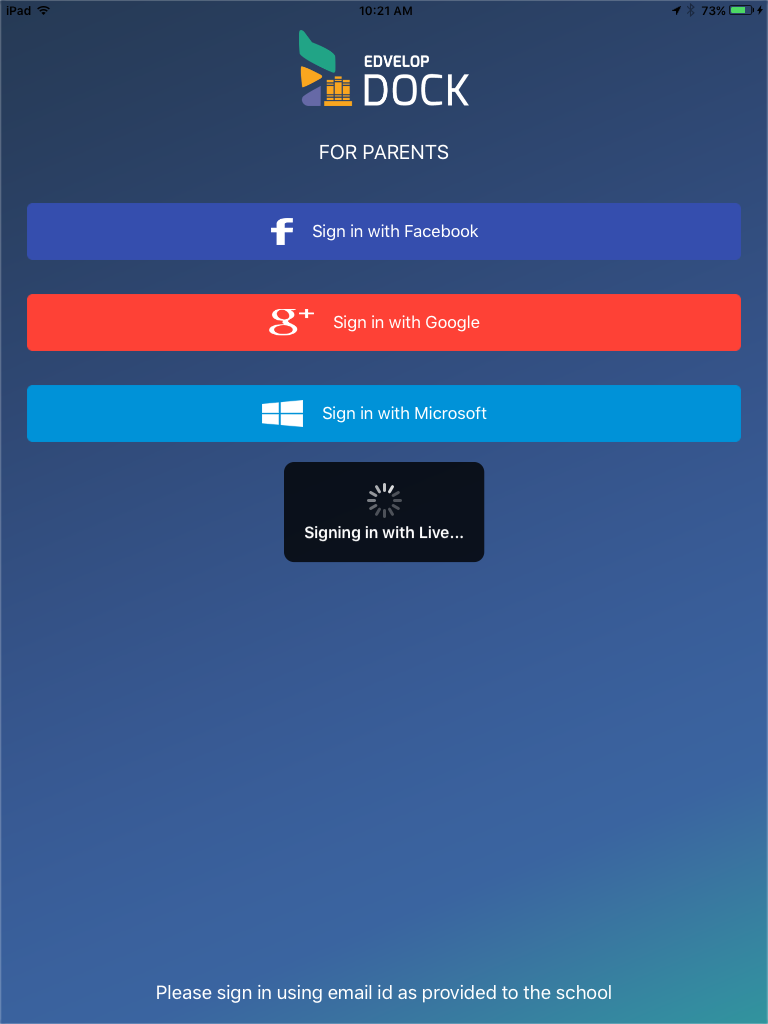 iPad 10:21 AM 73%
EDVELOP
DOCK
FOR PARENTS
f Sign in with Facebook
g+ Sign in with Google
Sign in with Microsoft
Signing in with Live...
Please sign in using email id as provided to the school